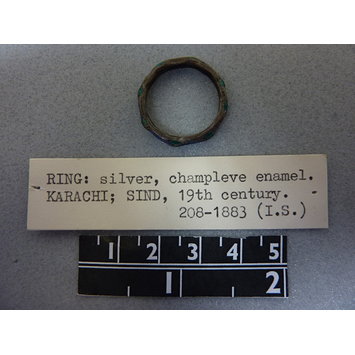 RING: silver, champleve enamel.
KARACHI; SIND, 19th century.
208-1883 (I.S.)
1 2 3 4 5
1 2